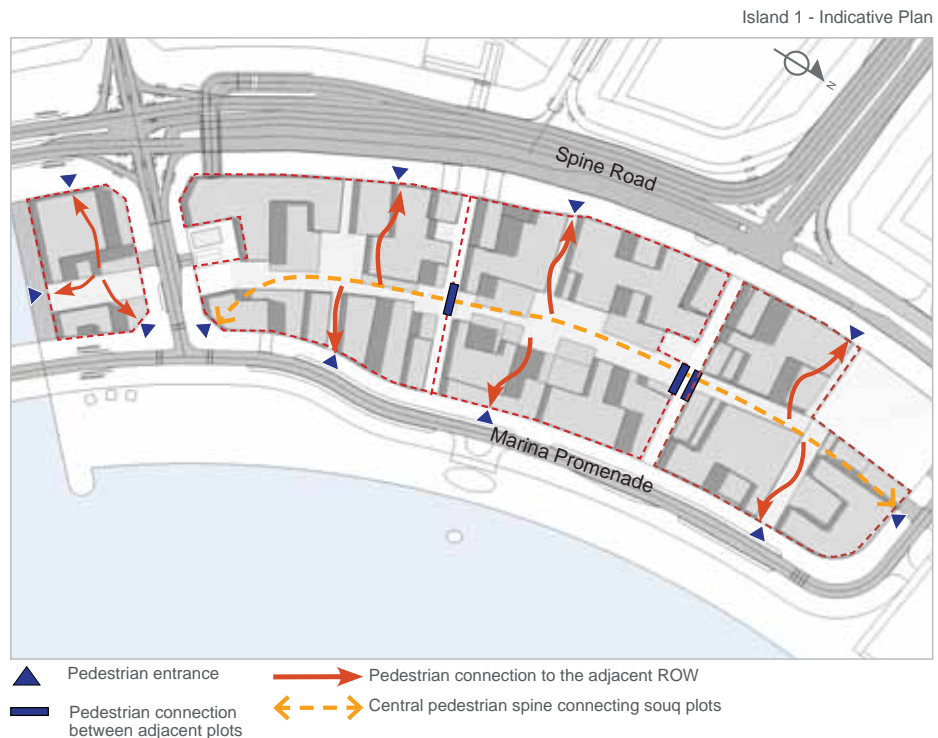 Island 1 - Indicative Plan
N
Spine Road
Marina Promenade
Pedestrian entrance
Pedestrian connection
between adjacent plots
Pedestrian connection to the adjacent ROW
Central pedestrian spine connecting souq plots